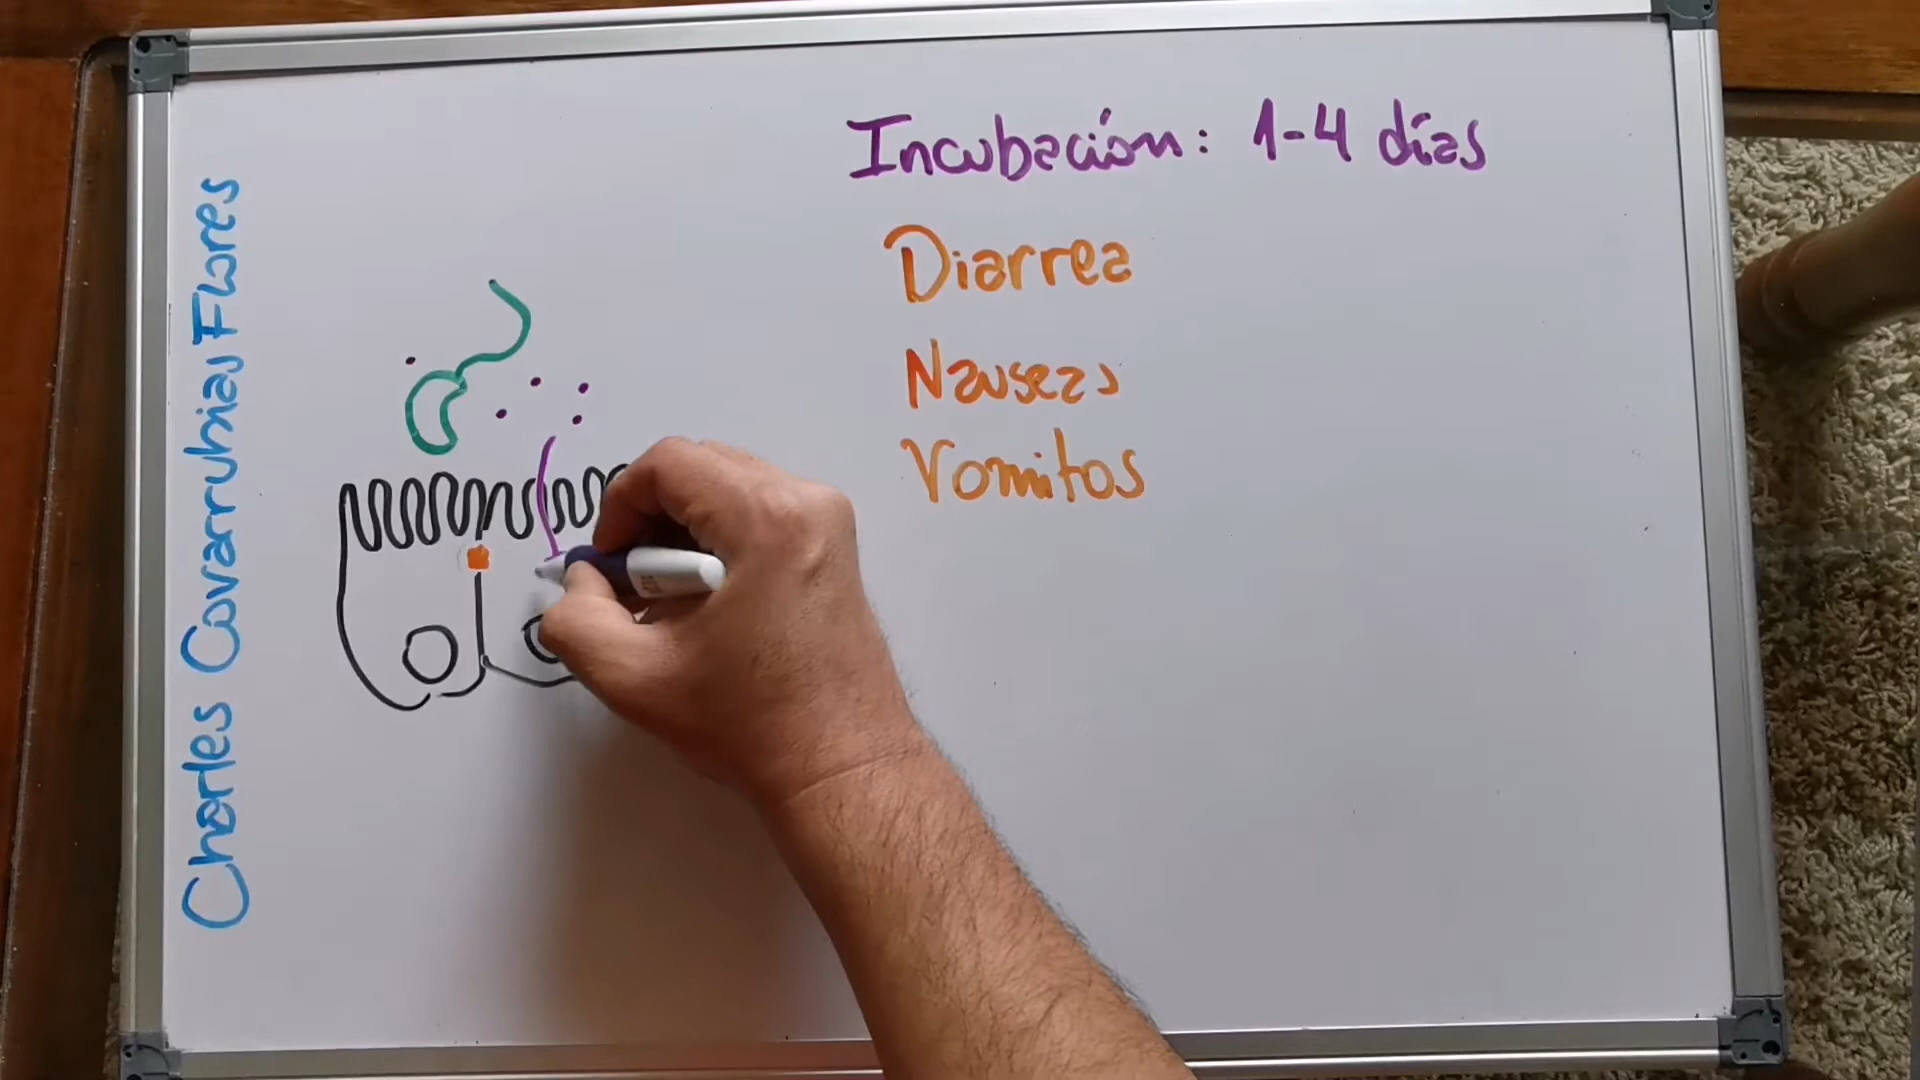 Charles Covarrubias Flores
Incubación: 1-4 días
Diarrea
Nauseas
Vomitos